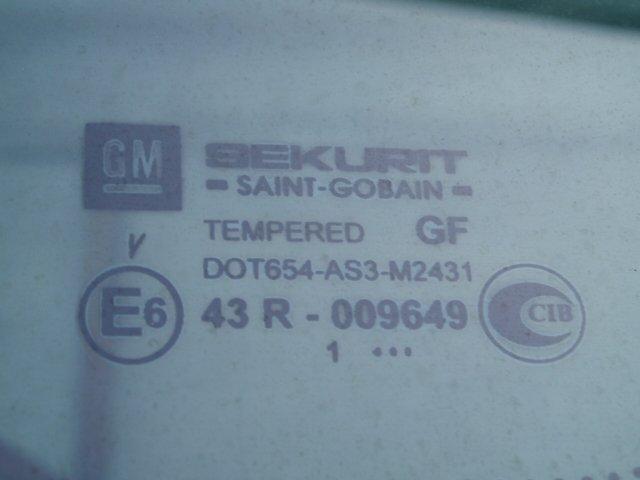 GM
SEKURIT
- SAINT-GOBAIN -
TEMPERED GF
V
DOT654-AS3-M2431
E6 43 R - 009649 CIB
1 ...